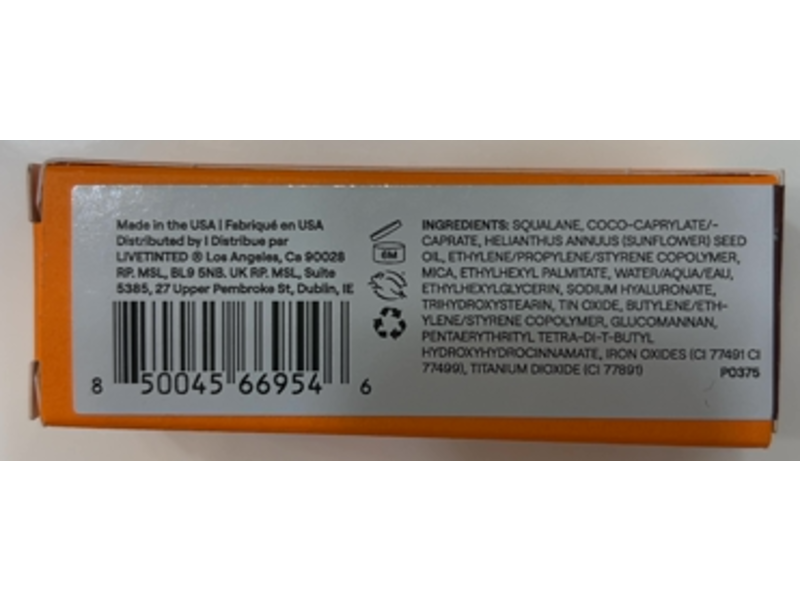 Made in the USA | Fabriqué en USA
Distributed by | Distribue par
LIVETINTED ® Los Angeles, Ca 90028
RP. MSL, BL9 5NB. UK RP. MSL, Suite
5385, 27 Upper Pembroke St, Dublin, IE
8 50045 66954 6
6M
INGREDIENTS: SQUALANE, COCO-CAPRYLATE/-
CAPRATE, HELIANTHUS ANNUUS (SUNFLOWER) SEED
OIL, ETHYLENE/PROPYLENE/STYRENE COPOLYMER,
MICA, ETHYLHEXYL PALMITATE, WATER/AQUA/EAU,
ETHYLHEXYLGLYCERIN, SODIUM HYALURONATE,
TRIHYDROXYSTEARIN, TIN OXIDE, BUTYLENE/ETH-
YLENE/STYRENE COPOLYMER, GLUCOMANNAN,
PENTAERYTHRITYL TETRA-DI-T-BUTYL
HYDROXYHYDROCINNAMATE, IRON OXIDES (CI 77491 CI
77499), TITANIUM DIOXIDE (CI 77891)
P0375